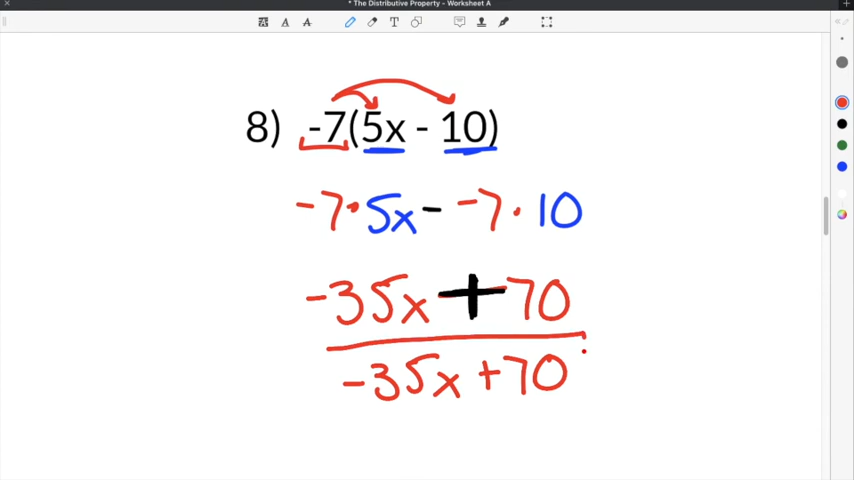 * The Distributive Property - Worksheet A
8) -7(5x - 10)
-7·5x - -7·10
-35x + 70
-35x + 70